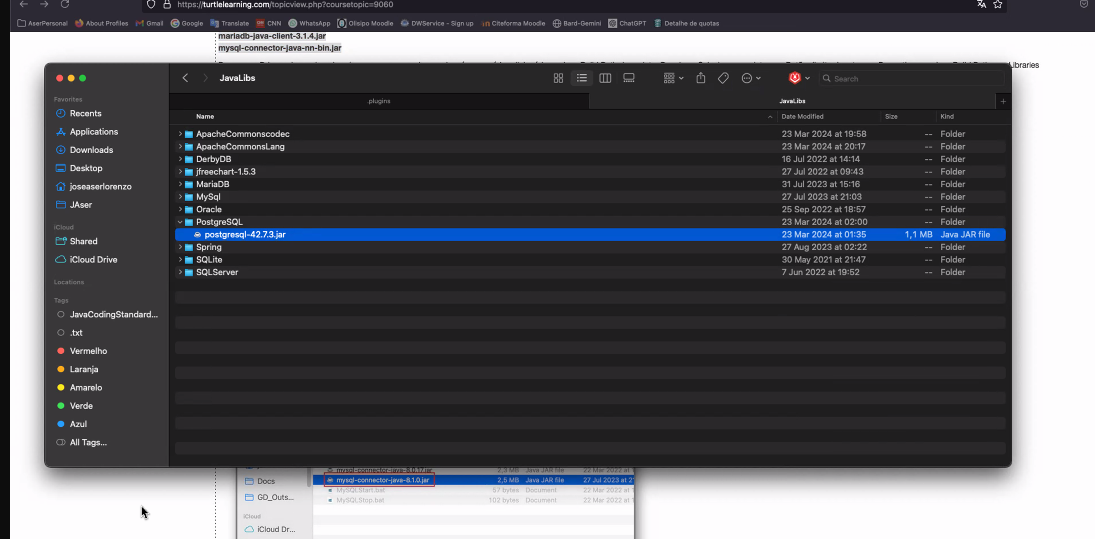 https://turtlelearning.com/topicview.php?coursetopic=9060
AserPersonal About Profiles Gmail Google Translate CNN WhatsApp Olisipo Moodle DWService - Sign up Citeforma Moodle Bard-Gemini ChatGPT Detalhe de quotas
mariadb-java-client-3.1.4.jar
mysql-connector-java-nn-bin.jar
Libraries
JavaLibs
Search
plugins JavaLibs
Name Date Modified Size Kind
Favorites
Recents
Applications
Downloads
Desktop
joseaserlorenzo
JAser
iCloud
Shared
iCloud Drive
Locations
Tags
JavaCodingStandard...
.txt
Vermelho
Laranja
Amarelo
Verde
Azul
All Tags...
ApacheCommonscodec 23 Mar 2024 at 19:58 -- Folder
ApacheCommonsLang 23 Mar 2024 at 20:17 -- Folder
DerbyDB 16 Jul 2022 at 14:14 -- Folder
jfreechart-1.5.3 27 Jul 2022 at 09:43 -- Folder
MariaDB 31 Jul 2023 at 15:16 -- Folder
MySql 27 Jul 2023 at 21:03 -- Folder
Oracle 25 Sep 2022 at 18:57 -- Folder
PostgreSQL 23 Mar 2024 at 02:00 -- Folder
postgresql-42.7.3.jar 23 Mar 2024 at 01:35 1,1 MB Java JAR file
Spring 27 Aug 2023 at 02:22 -- Folder
SQLite 30 May 2021 at 21:47 -- Folder
SQLServer 7 Jun 2022 at 19:52 -- Folder
mysql-connector-java-8.0.17.jar 2,3 MB Java JAR file 22 Mar 2022 at 1
Docs mysql-connector-java-8.1.0.jar 2,5 MB Java JAR file 27 Jul 2023 at 2
MySQLStart.bat 57 bytes Document 22 Mar 2022 at 1
GD_Outs... MySQLStop.bat 102 bytes Document 22 Mar 2022 at 1
iCloud
iCloud Dr...